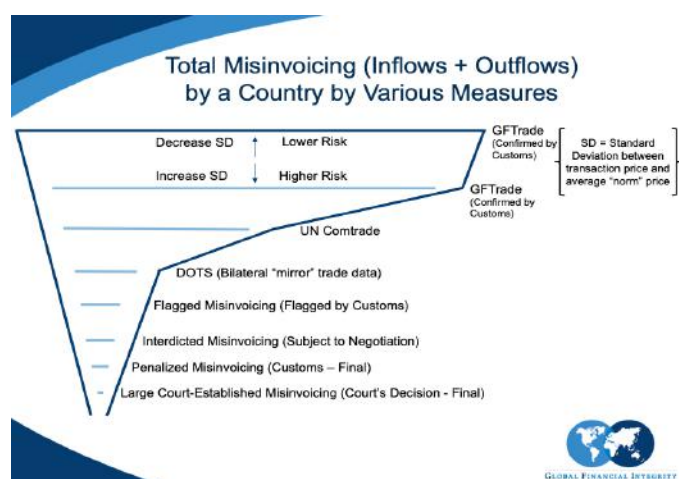 Total Misinvoicing (Inflows + Outflows)
by a Country by Various Measures
Decrease SD
Lower Risk
GFTrade
(Confirmed by
Customs)
SD = Standard
Deviation between
transaction price and
average “norm” price
Increase SD
Higher Risk
GFTrade
(Confirmed by
Customs)
UN Comtrade
DOTS (Bilateral “mirror” trade data)
Flagged Misinvoicing (Flagged by Customs)
Interdicted Misinvoicing (Subject to Negotiation)
Penalized Misinvoicing (Customs – Final)
Large Court-Established Misinvoicing (Court’s Decision - Final)
GLOBAL FINANCIAL INTEGRITY